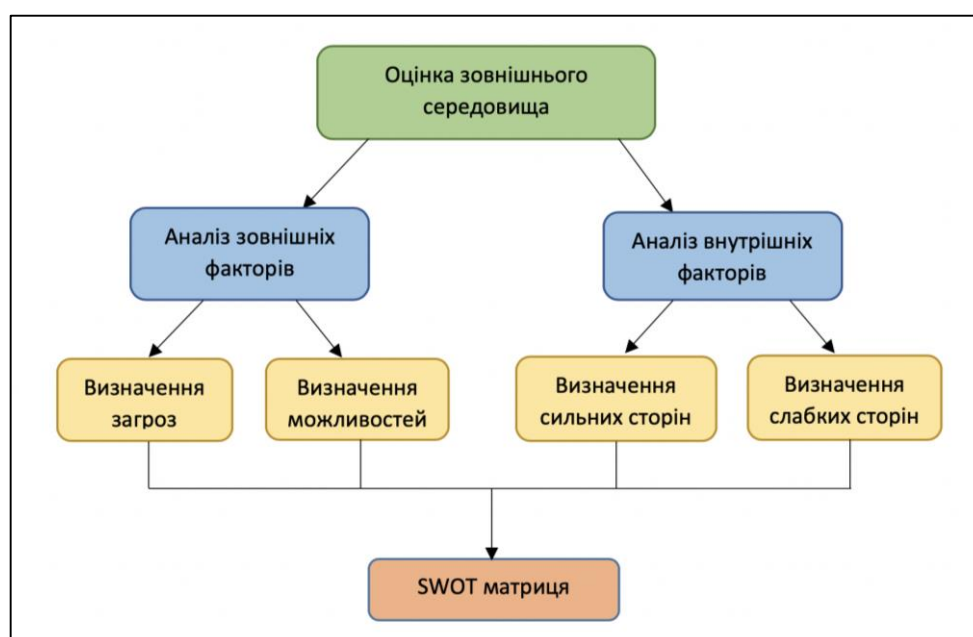 Оцінка зовнішнього
середовища
Аналіз зовнішніх
факторів
Аналіз внутрішніх
факторів
Визначення
загроз
Визначення
можливостей
Визначення
сильних сторін
Визначення
слабких сторін
SWOT матриця